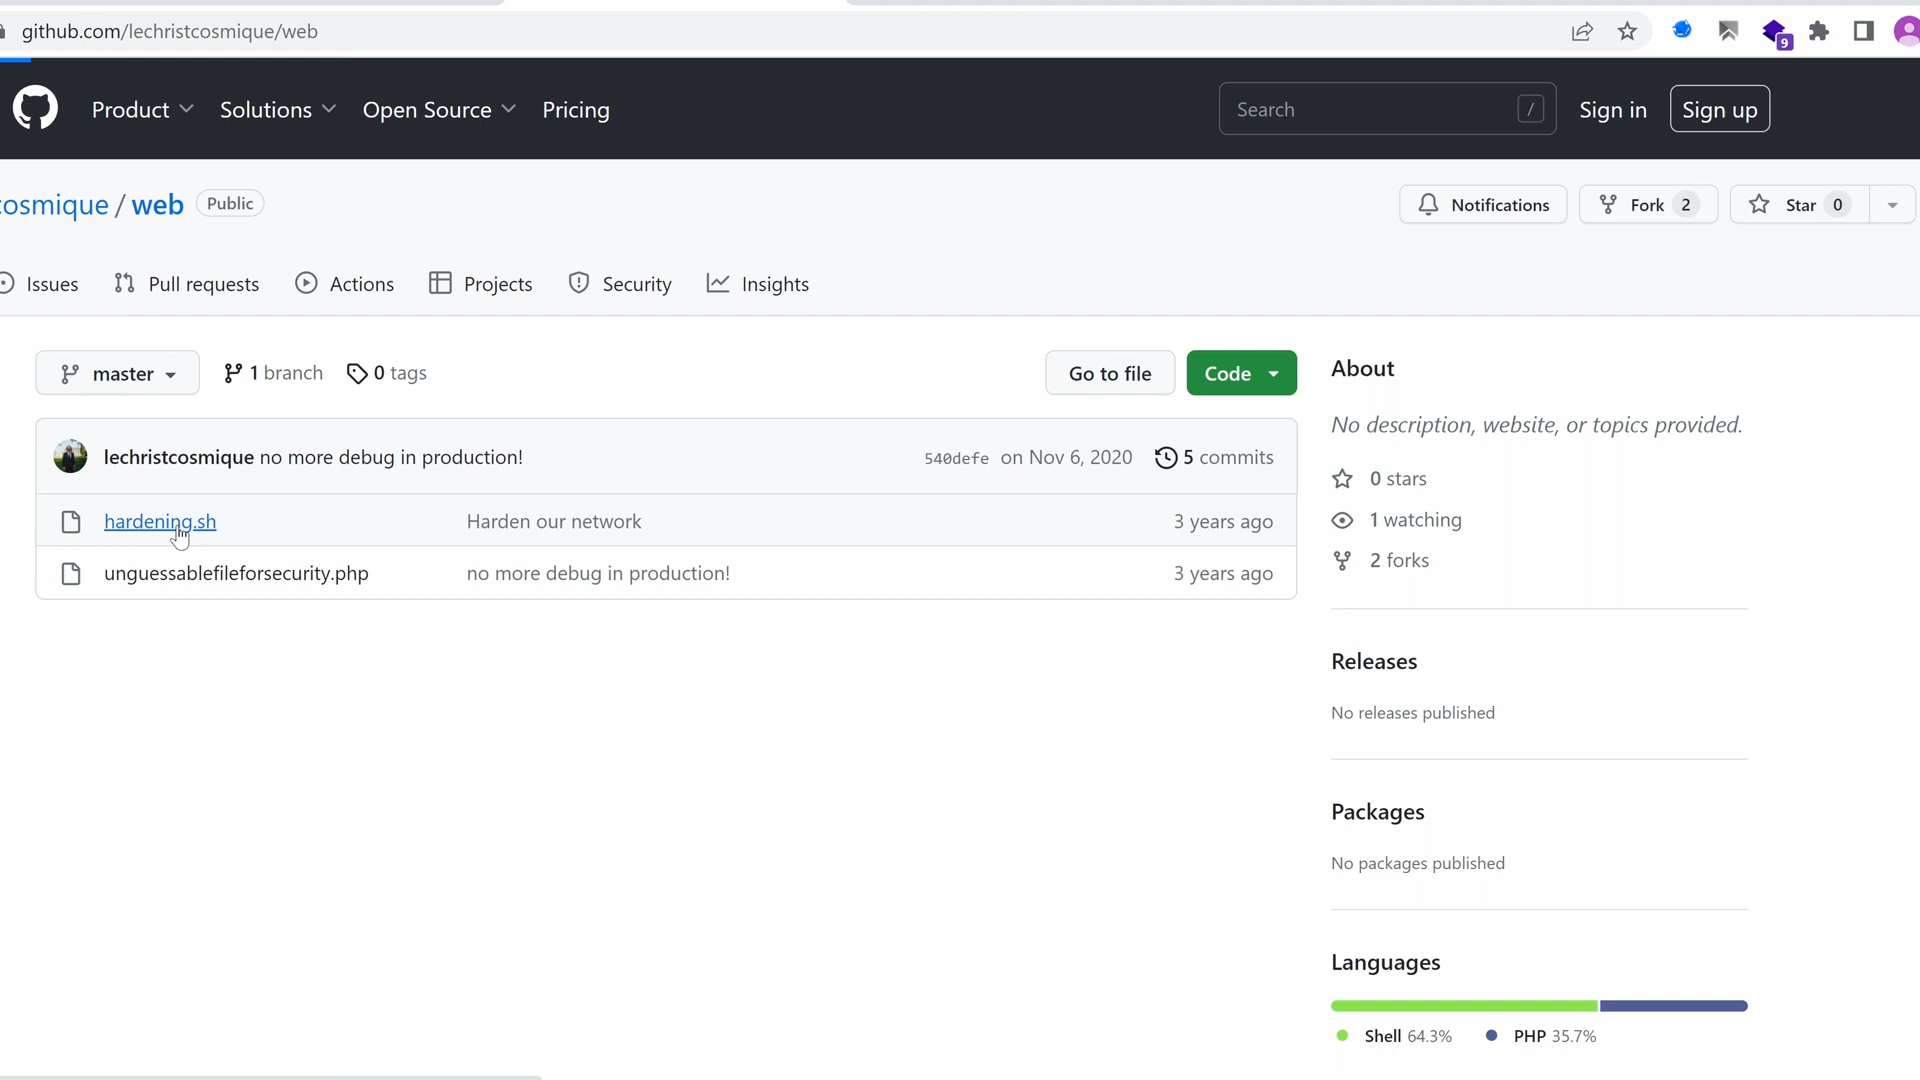 github.com/lechristcosmique/web
9
Product Solutions Open Source Pricing Search / Sign in Sign up
cosmique / web Public Notifications Fork 2 Star 0
Issues Pull requests Actions Projects Security Insights
master 1 branch 0 tags Go to file Code
lechristcosmique no more debug in production! 540defe on Nov 6, 2020 5 commits
hardening.sh Harden our network 3 years ago
unguessablefileforsecurity.php no more debug in production! 3 years ago
About
No description, website, or topics provided.
0 stars
1 watching
2 forks
Releases
No releases published
Packages
No packages published
Languages
Shell 64.3% PHP 35.7%